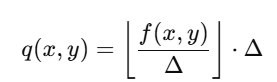 q(x, y) = ⌊ f(x, y) / Δ ⌋ · Δ